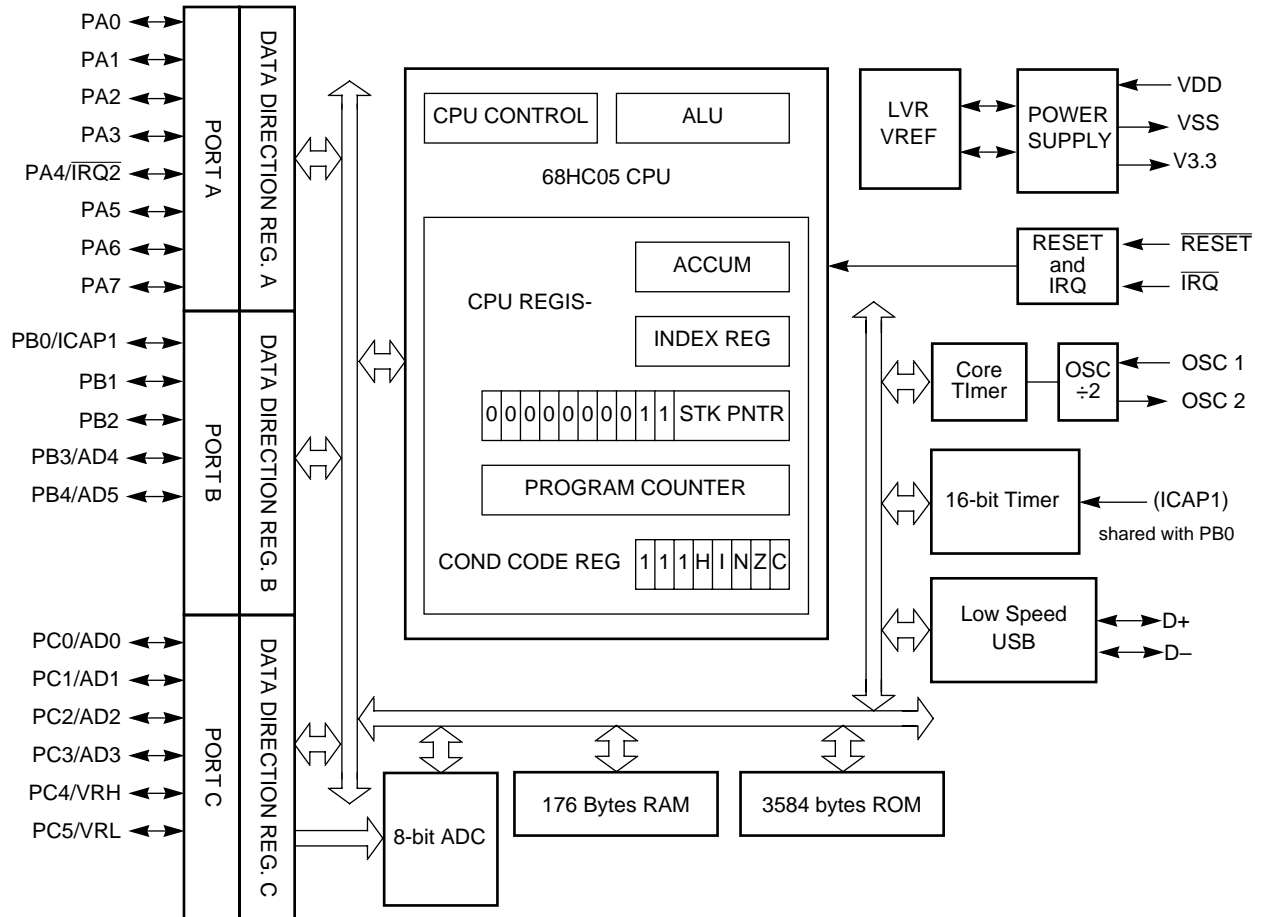 PA0
PA1
PA2
PA3
PA4/IRQ2
PA5
PA6
PA7
PORT A
DATA DIRECTION REG. A
PB0/ICAP1
PB1
PB2
PB3/AD4
PB4/AD5
PORT B
DATA DIRECTION REG. B
PC0/AD0
PC1/AD1
PC2/AD2
PC3/AD3
PC4/VRH
PC5/VRL
PORT C
DATA DIRECTION REG. C
CPU CONTROL
ALU
68HC05 CPU
ACCUM
CPU REGIS-
INDEX REG
0 0 0 0 0 0 0 0 1 1 STK PNTR
PROGRAM COUNTER
COND CODE REG
1 1 1 H I N Z C
LVR
VREF
POWER
SUPPLY
VDD
VSS
V3.3
RESET
and
IRQ
RESET
IRQ
Core
TImer
OSC
÷2
OSC 1
OSC 2
16-bit Timer
(ICAP1)
shared with PB0
Low Speed
USB
D+
D–
8-bit ADC
176 Bytes RAM
3584 bytes ROM